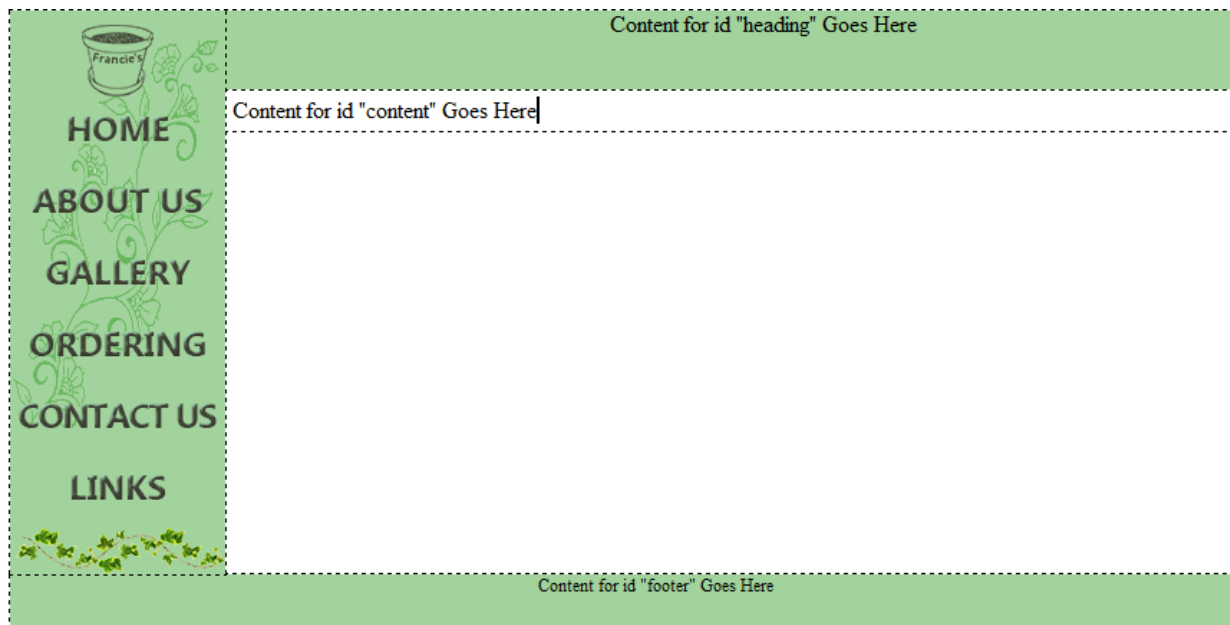 Francie's
HOME
ABOUT US
GALLERY
ORDERING
CONTACT US
LINKS
Content for id "heading" Goes Here
Content for id "content" Goes Here
Content for id "footer" Goes Here